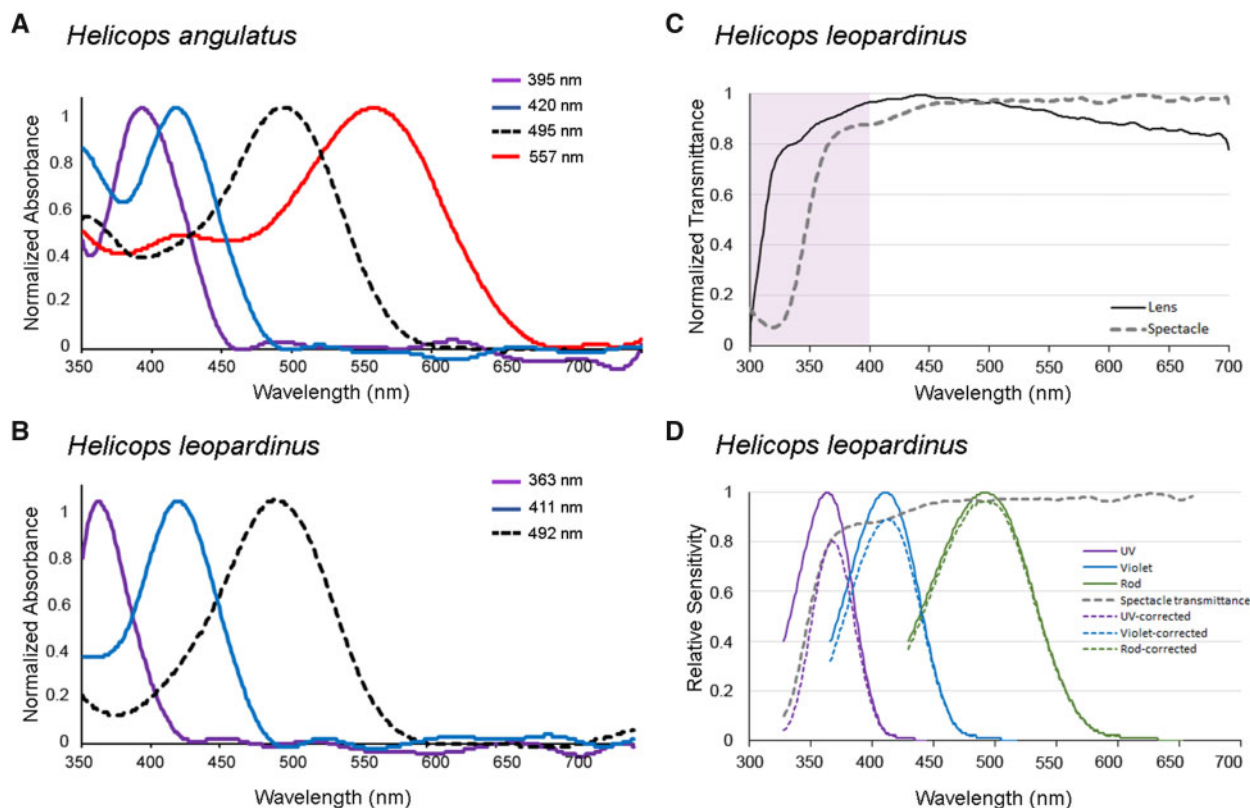 A
Helicops angulatus
395 nm
420 nm
495 nm
557 nm
Normalized Absorbance
1
0.8
0.6
0.4
0.2
0
350 400 450 500 550 600 650 700
Wavelength (nm)
B
Helicops leopardinus
363 nm
411 nm
492 nm
Normalized Absorbance
1
0.8
0.6
0.4
0.2
0
350 400 450 500 550 600 650 700
Wavelength (nm)
C
Helicops leopardinus
Normalized Transmittance
1
0.8
0.6
0.4
0.2
0
Lens
Spectacle
300 350 400 450 500 550 600 650 700
Wavelength (nm)
D
Helicops leopardinus
Relative Sensitivity
1
0.8
0.6
0.4
0.2
0
UV
Violet
Rod
Spectacle transmittance
UV-corrected
Violet-corrected
Rod-corrected
300 350 400 450 500 550 600 650 700
Wavelength (nm)